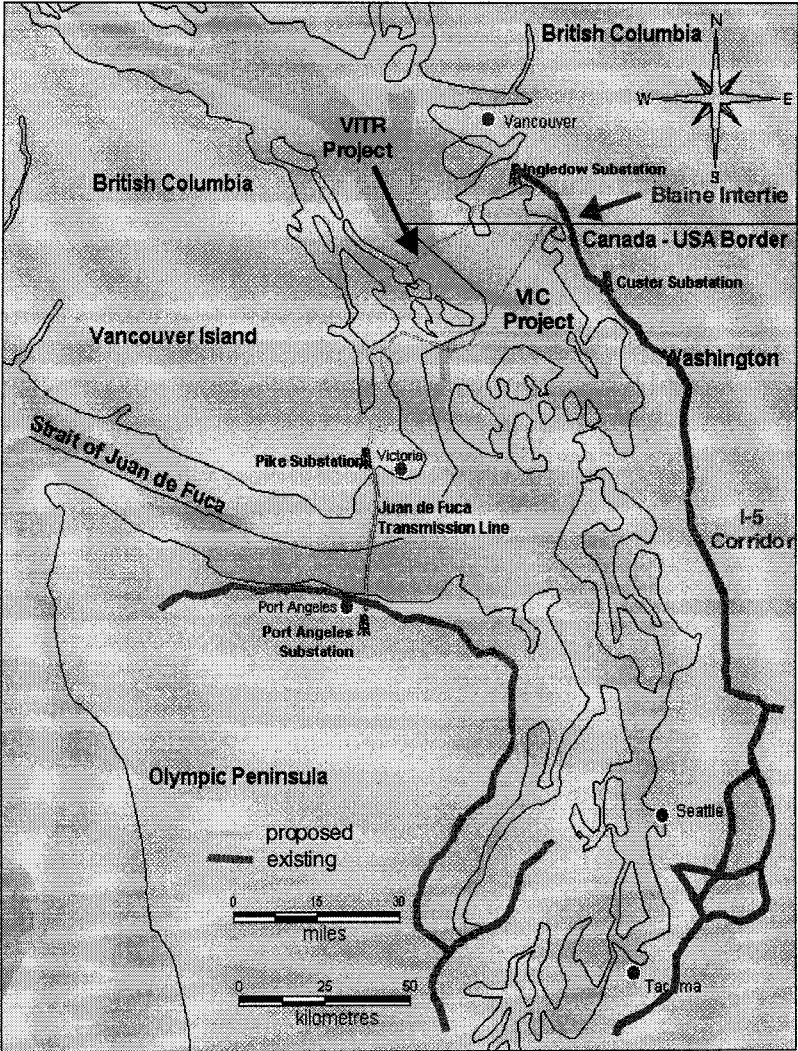 British Columbia
N
W
E
S
VITR
Project
Vancouver
Ingledow Substation
British Columbia
Blaine Intertie
Canada - USA Border
Custer Substation
VIC
Project
Vancouver Island
Washington
Strait of Juan de Fuca
Pike Substation
Victoria
Juan de Fuca
Transmission Line
I-5
Corridor
Port Angeles
Port Angeles
Substation
Olympic Peninsula
Seattle
proposed
existing
0 15 30
miles
Tacoma
0 25 50
kilometres